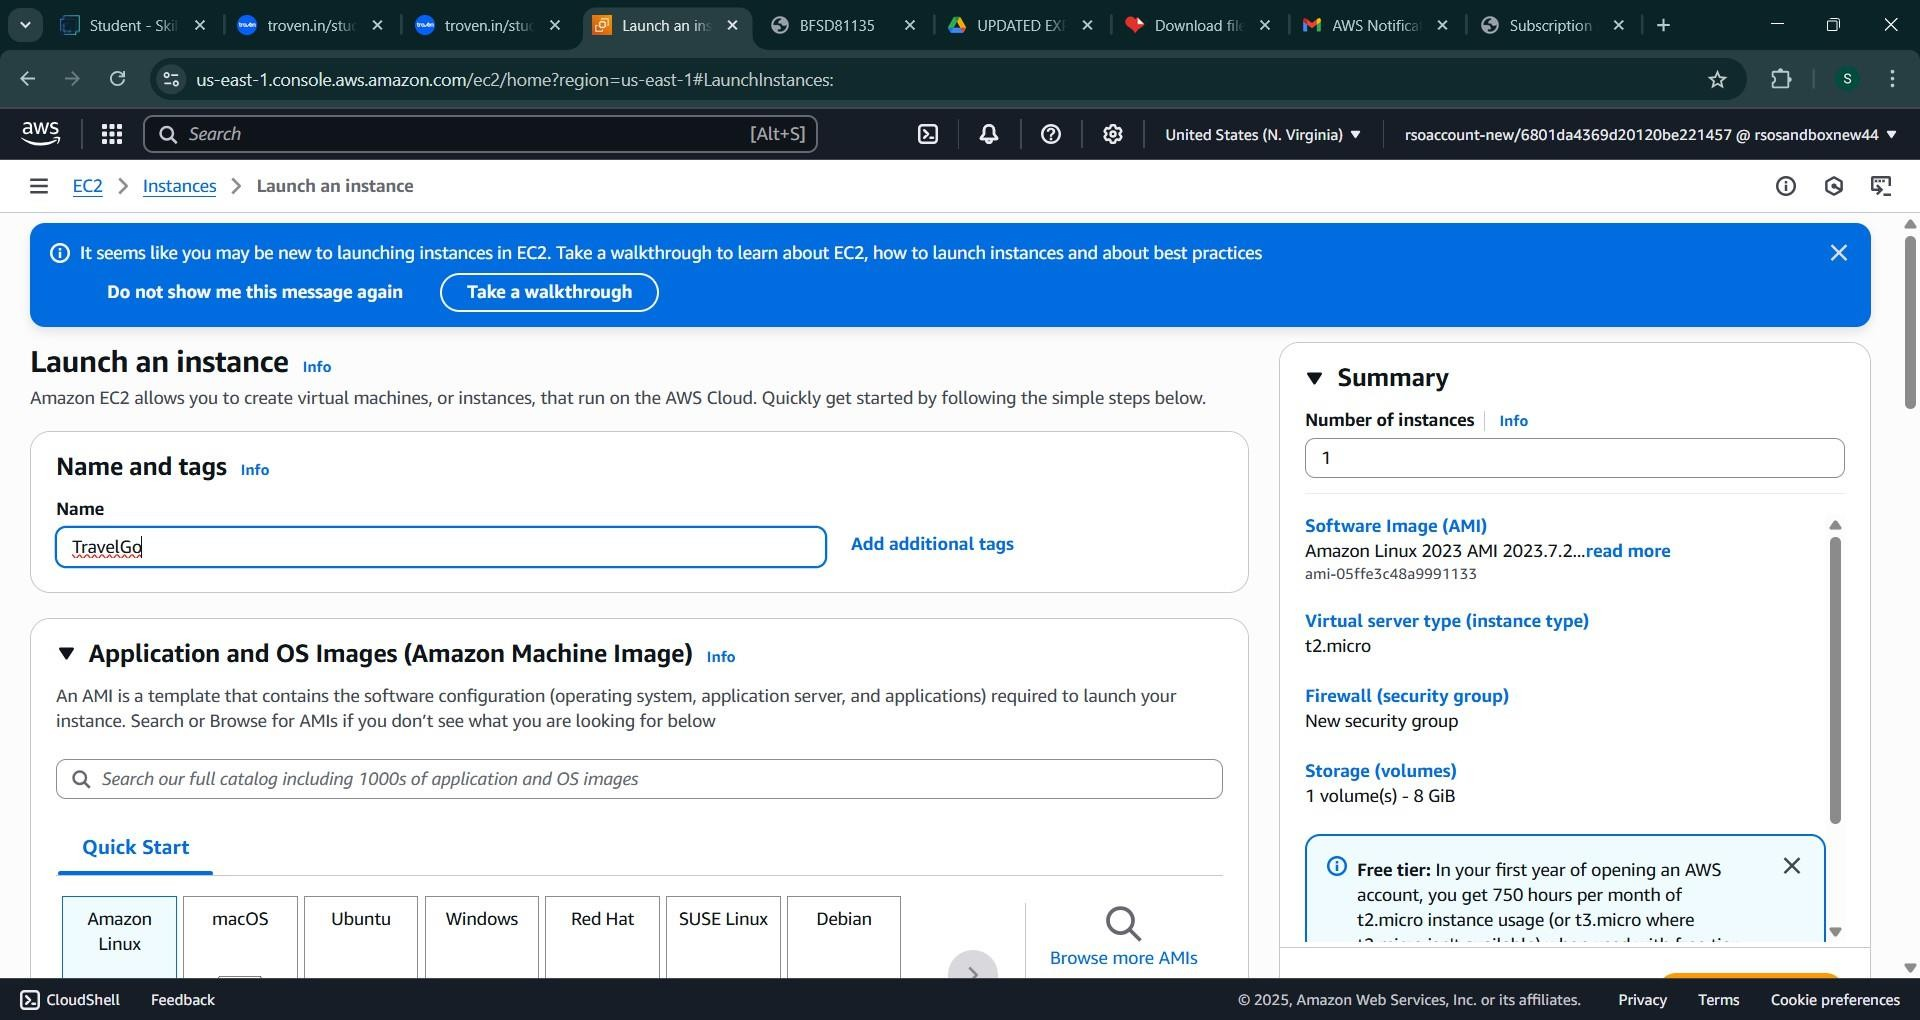 Student - Skil
troven.in/stud
troven.in/stud
Launch an ins
BFSD81135
UPDATED EXP
Download file
AWS Notificat
Subscription
us-east-1.console.aws.amazon.com/ec2/home?region=us-east-1#LaunchInstances:
S
aws
Search
[Alt+S]
United States (N. Virginia)
rsoaccount-new/6801da4369d20120be221457 @ rsosandboxnew44
EC2
Instances
Launch an instance
It seems like you may be new to launching instances in EC2. Take a walkthrough to learn about EC2, how to launch instances and about best practices
Do not show me this message again
Take a walkthrough
Launch an instance Info
Amazon EC2 allows you to create virtual machines, or instances, that run on the AWS Cloud. Quickly get started by following the simple steps below.
Name and tags Info
Name
TravelGo
Add additional tags
Application and OS Images (Amazon Machine Image) Info
An AMI is a template that contains the software configuration (operating system, application server, and applications) required to launch your
instance. Search or Browse for AMIs if you don't see what you are looking for below
Search our full catalog including 1000s of application and OS images
Quick Start
Amazon
Linux
macOS
Ubuntu
Windows
Red Hat
SUSE Linux
Debian
Browse more AMIs
Summary
Number of instances Info
1
Software Image (AMI)
Amazon Linux 2023 AMI 2023.7.2...read more
ami-05ffe3c48a9991133
Virtual server type (instance type)
t2.micro
Firewall (security group)
New security group
Storage (volumes)
1 volume(s) - 8 GiB
Free tier: In your first year of opening an AWS
account, you get 750 hours per month of
t2.micro instance usage (or t3.micro where
CloudShell
Feedback
© 2025, Amazon Web Services, Inc. or its affiliates.
Privacy
Terms
Cookie preferences